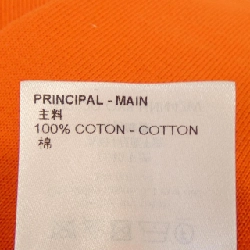 PRINCIPAL - MAIN
主料
100% COTON - COTTON
棉